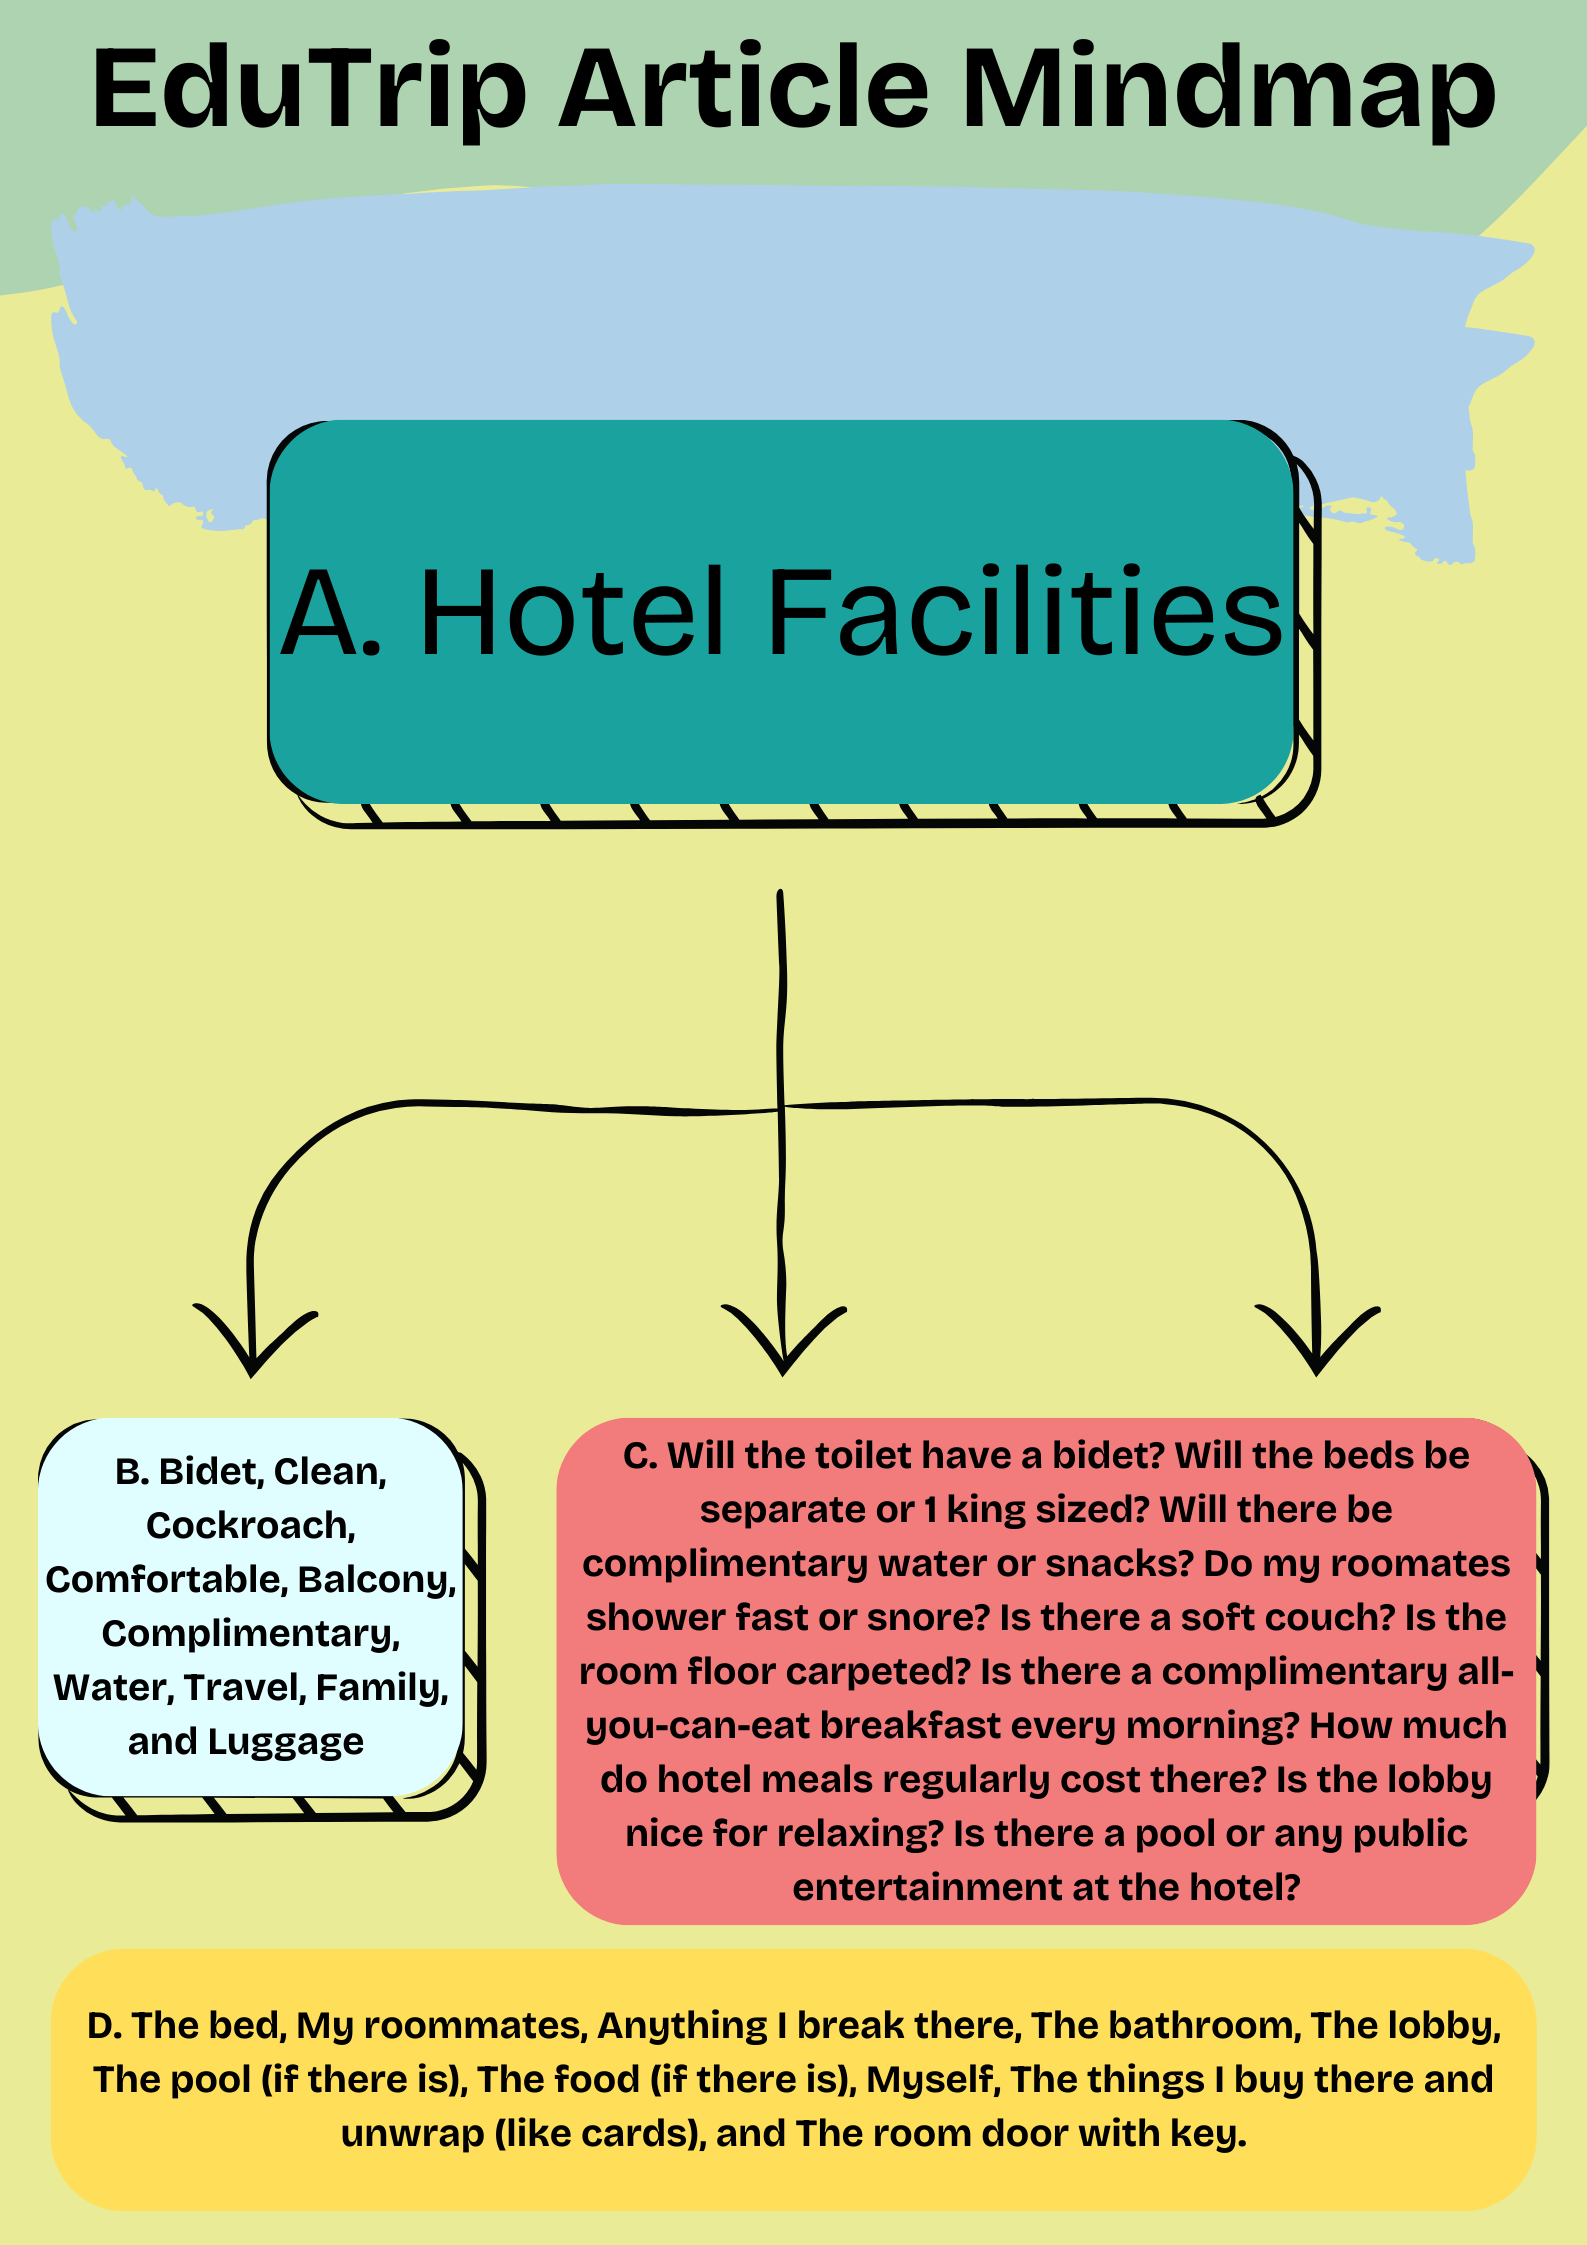 EduTrip Article Mindmap
A. Hotel Facilities
B. Bidet, Clean,
Cockroach,
Comfortable, Balcony,
Complimentary,
Water, Travel, Family,
and Luggage
C. Will the toilet have a bidet? Will the beds be
separate or 1 king sized? Will there be
complimentary water or snacks? Do my roomates
shower fast or snore? Is there a soft couch? Is the
room floor carpeted? Is there a complimentary all-
you-can-eat breakfast every morning? How much
do hotel meals regularly cost there? Is the lobby
nice for relaxing? Is there a pool or any public
entertainment at the hotel?
D. The bed, My roommates, Anything I break there, The bathroom, The lobby,
The pool (if there is), The food (if there is), Myself, The things I buy there and
unwrap (like cards), and The room door with key.